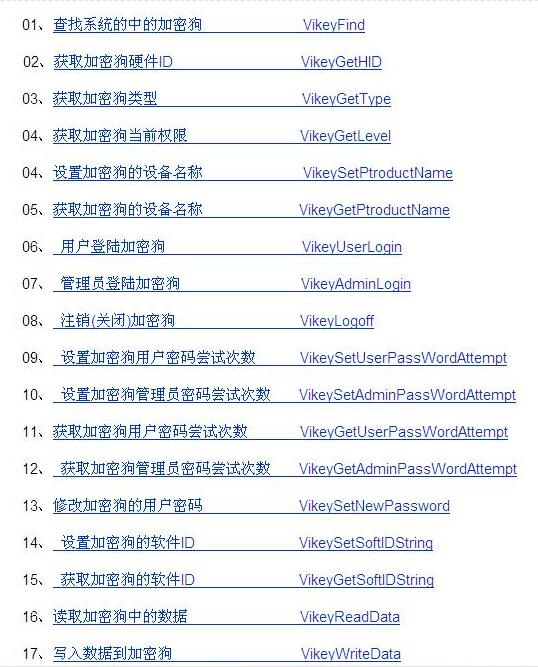 01、查找系统的中的加密狗 VikeyFind
02、获取加密狗硬件ID VikeyGetHID
03、获取加密狗类型 VikeyGetType
04、获取加密狗当前权限 VikeyGetLevel
04、设置加密狗的设备名称 VikeySetPtroductName
05、获取加密狗的设备名称 VikeyGetPtroductName
06、 用户登陆加密狗 VikeyUserLogin
07、 管理员登陆加密狗 VikeyAdminLogin
08、 注销(关闭)加密狗 VikeyLogoff
09、 设置加密狗用户密码尝试次数 VikeySetUserPassWordAttempt
10、 设置加密狗管理员密码尝试次数 VikeySetAdminPassWordAttempt
11、获取加密狗用户密码尝试次数 VikeyGetUserPassWordAttempt
12、 获取加密狗管理员密码尝试次数 VikeyGetAdminPassWordAttempt
13、修改加密狗的用户密码 VikeySetNewPassword
14、 设置加密狗的软件ID VikeySetSoftIDString
15、 获取加密狗的软件ID VikeyGetSoftIDString
16、读取加密狗中的数据 VikeyReadData
17、写入数据到加密狗 VikeyWriteData